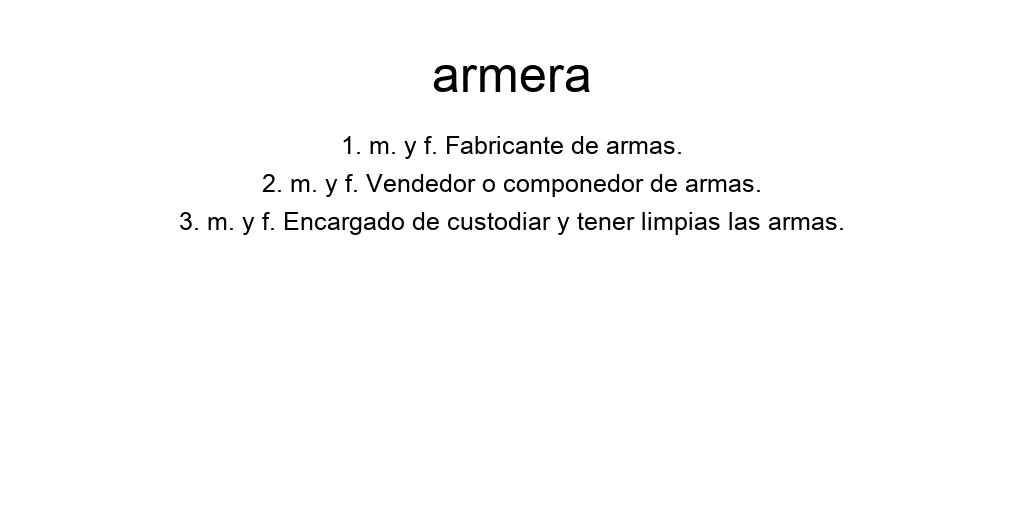 armera
1. m. y f. Fabricante de armas.
2. m. y f. Vendedor o componedor de armas.
3. m. y f. Encargado de custodiar y tener limpias las armas.